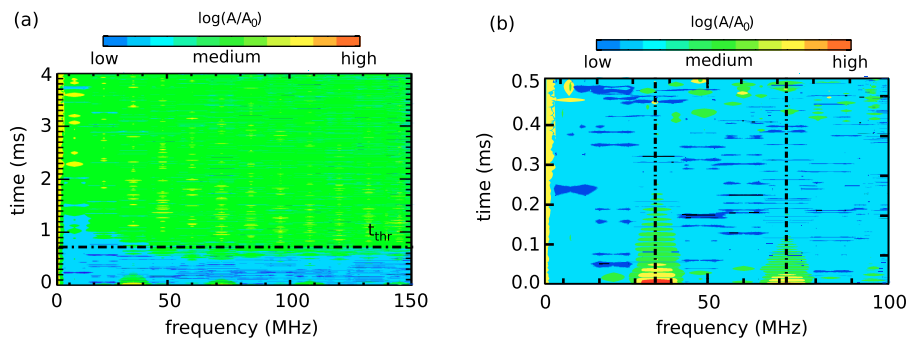 (a)
log(A/A0)
low medium high
4
3
2
1
0
time (ms)
tthr
0 50 100 150
frequency (MHz)
(b)
log(A/A0)
low medium high
0.5
0.4
0.3
0.2
0.1
0.0
time (ms)
0 50 100
frequency (MHz)